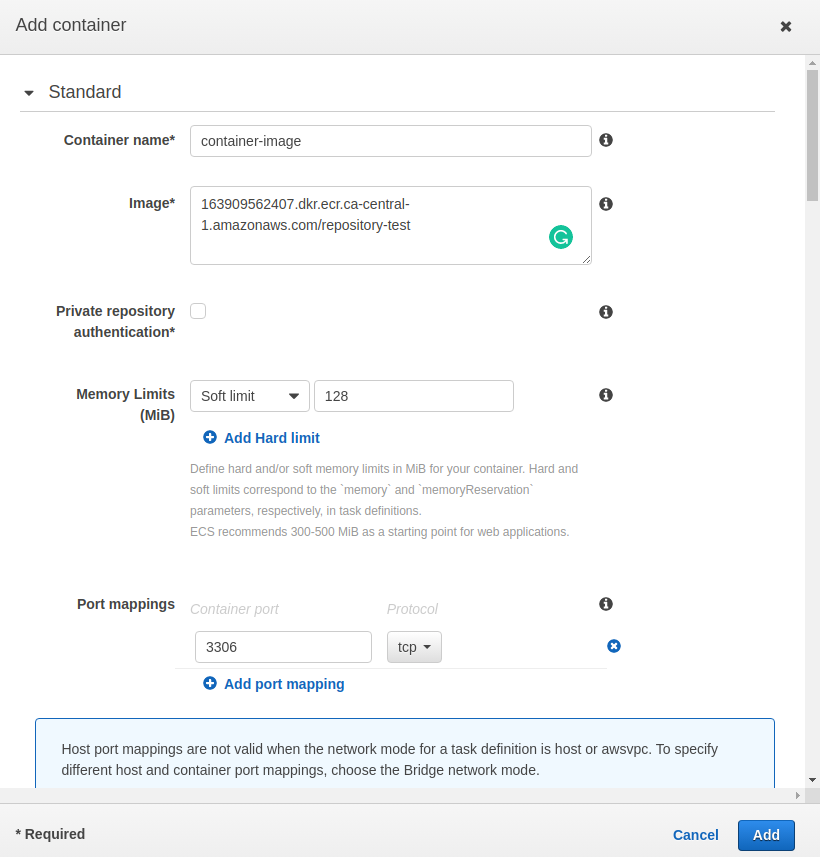 Add container
Standard
Container name*
container-image
Image*
163909562407.dkr.ecr.ca-central-
1.amazonaws.com/repository-test
Private repository
authentication*
Memory Limits
(MiB)
Soft limit
128
Add Hard limit
Define hard and/or soft memory limits in MiB for your container. Hard and
soft limits correspond to the `memory` and `memoryReservation`
parameters, respectively, in task definitions.
ECS recommends 300-500 MiB as a starting point for web applications.
Port mappings
Container port
Protocol
3306
tcp
Add port mapping
Host port mappings are not valid when the network mode for a task definition is host or awsvpc. To specify
different host and container port mappings, choose the Bridge network mode.
* Required
Cancel
Add